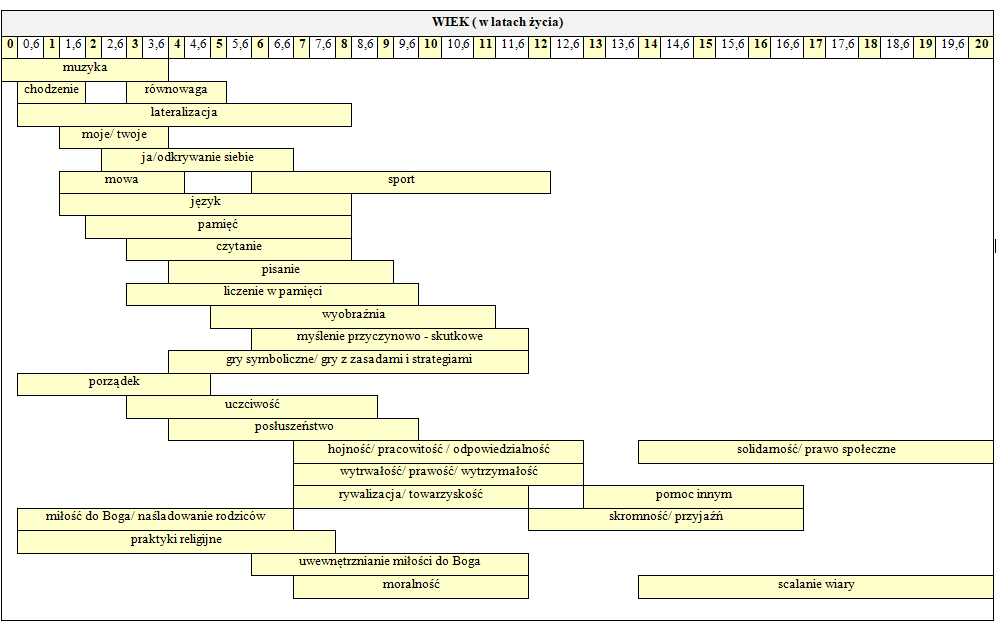 WIEK ( w latach życia)
0 0,6 1 1,6 2 2,6 3 3,6 4 4,6 5 5,6 6 6,6 7 7,6 8 8,6 9 9,6 10 10,6 11 11,6 12 12,6 13 13,6 14 14,6 15 15,6 16 16,6 17 17,6 18 18,6 19 19,6 20
muzyka
chodzenie równowaga
lateralizacja
moje/ twoje
ja/odkrywanie siebie
mowa sport
język
pamięć
czytanie
pisanie
liczenie w pamięci
wyobraźnia
myślenie przyczynowo - skutkowe
gry symboliczne/ gry z zasadami i strategiami
porządek
uczciwość
posłuszeństwo
hojność/ pracowitość / odpowiedzialność solidarność/ prawo społeczne
wytrwałość/ prawość/ wytrzymałość
rywalizacja/ towarzyskość pomoc innym
miłość do Boga/ naśladowanie rodziców skromność/ przyjaźń
praktyki religijne
uwewnętrznianie miłości do Boga
moralność scalanie wiary